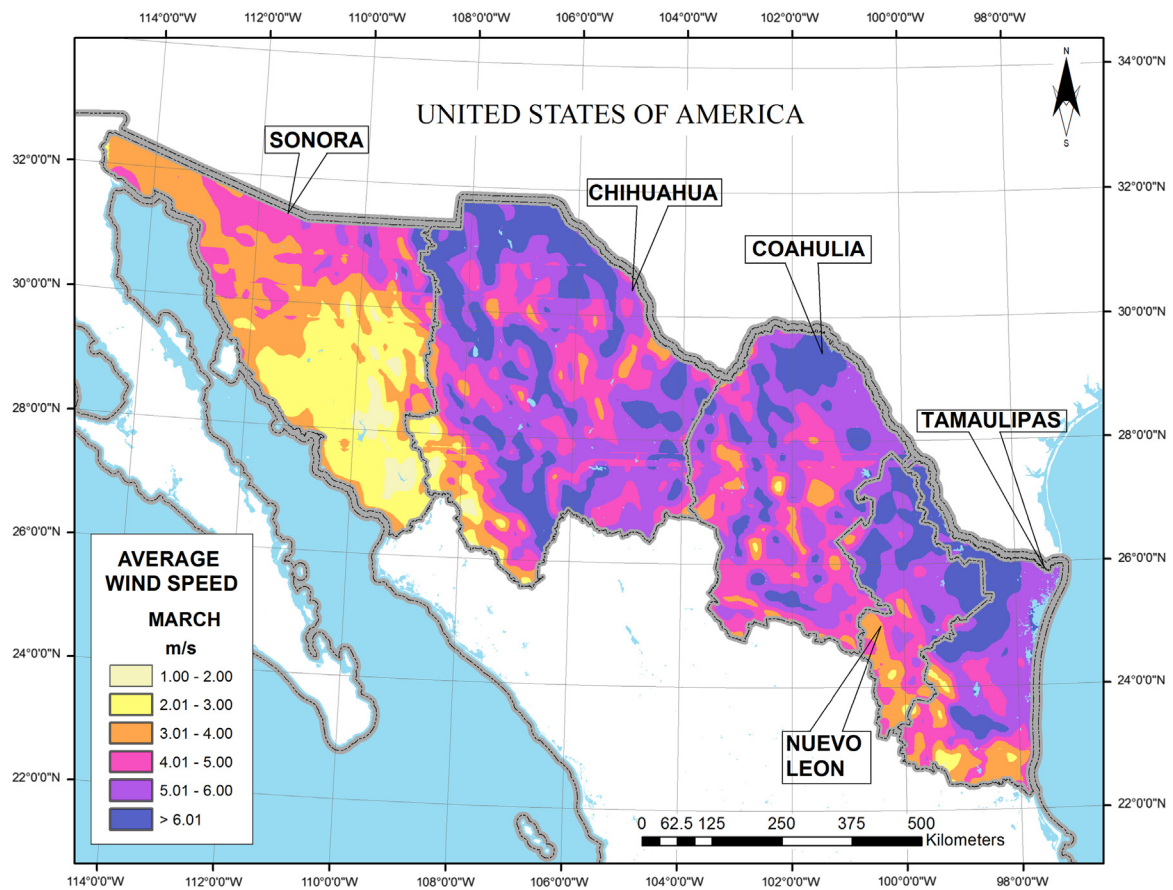 114°0'0"W 112°0'0"W 110°0'0"W 108°0'0"W 106°0'0"W 104°0'0"W 102°0'0"W 100°0'0"W 98°0'0"W
34°0'0"N
N
S
UNITED STATES OF AMERICA
SONORA
32°0'0"N
32°0'0"N
CHIHUAHUA
COAHULIA
30°0'0"N
30°0'0"N
28°0'0"N
28°0'0"N
TAMAULIPAS
26°0'0"N
26°0'0"N
24°0'0"N
24°0'0"N
22°0'0"N
22°0'0"N
NUEVO
LEON
AVERAGE
WIND SPEED
MARCH
m/s
1.00 - 2.00
2.01 - 3.00
3.01 - 4.00
4.01 - 5.00
5.01 - 6.00
> 6.01
0 62.5 125 250 375 500
Kilometers
114°0'0"W 112°0'0"W 110°0'0"W 108°0'0"W 106°0'0"W 104°0'0"W 102°0'0"W 100°0'0"W 98°0'0"W